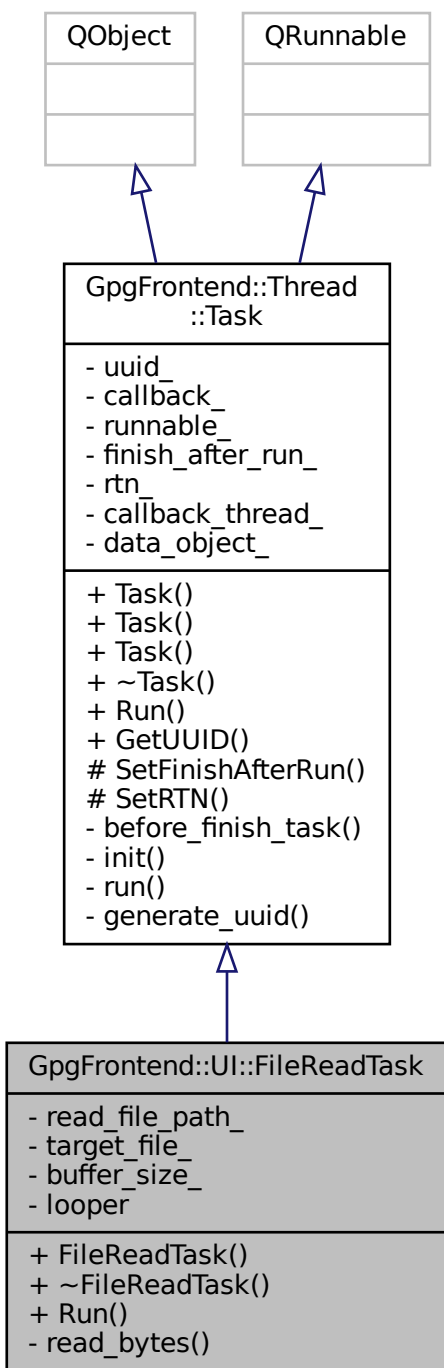 QObject
QRunnable
GpgFrontend::Thread
::Task
- uuid_
- callback_
- runnable_
- finish_after_run_
- rtn_
- callback_thread_
- data_object_
+ Task()
+ Task()
+ Task()
+ ~Task()
+ Run()
+ GetUUID()
# SetFinishAfterRun()
# SetRTN()
- before_finish_task()
- init()
- run()
- generate_uuid()
GpgFrontend::UI::FileReadTask
- read_file_path_
- target_file_
- buffer_size_
- looper
+ FileReadTask()
+ ~FileReadTask()
+ Run()
- read_bytes()